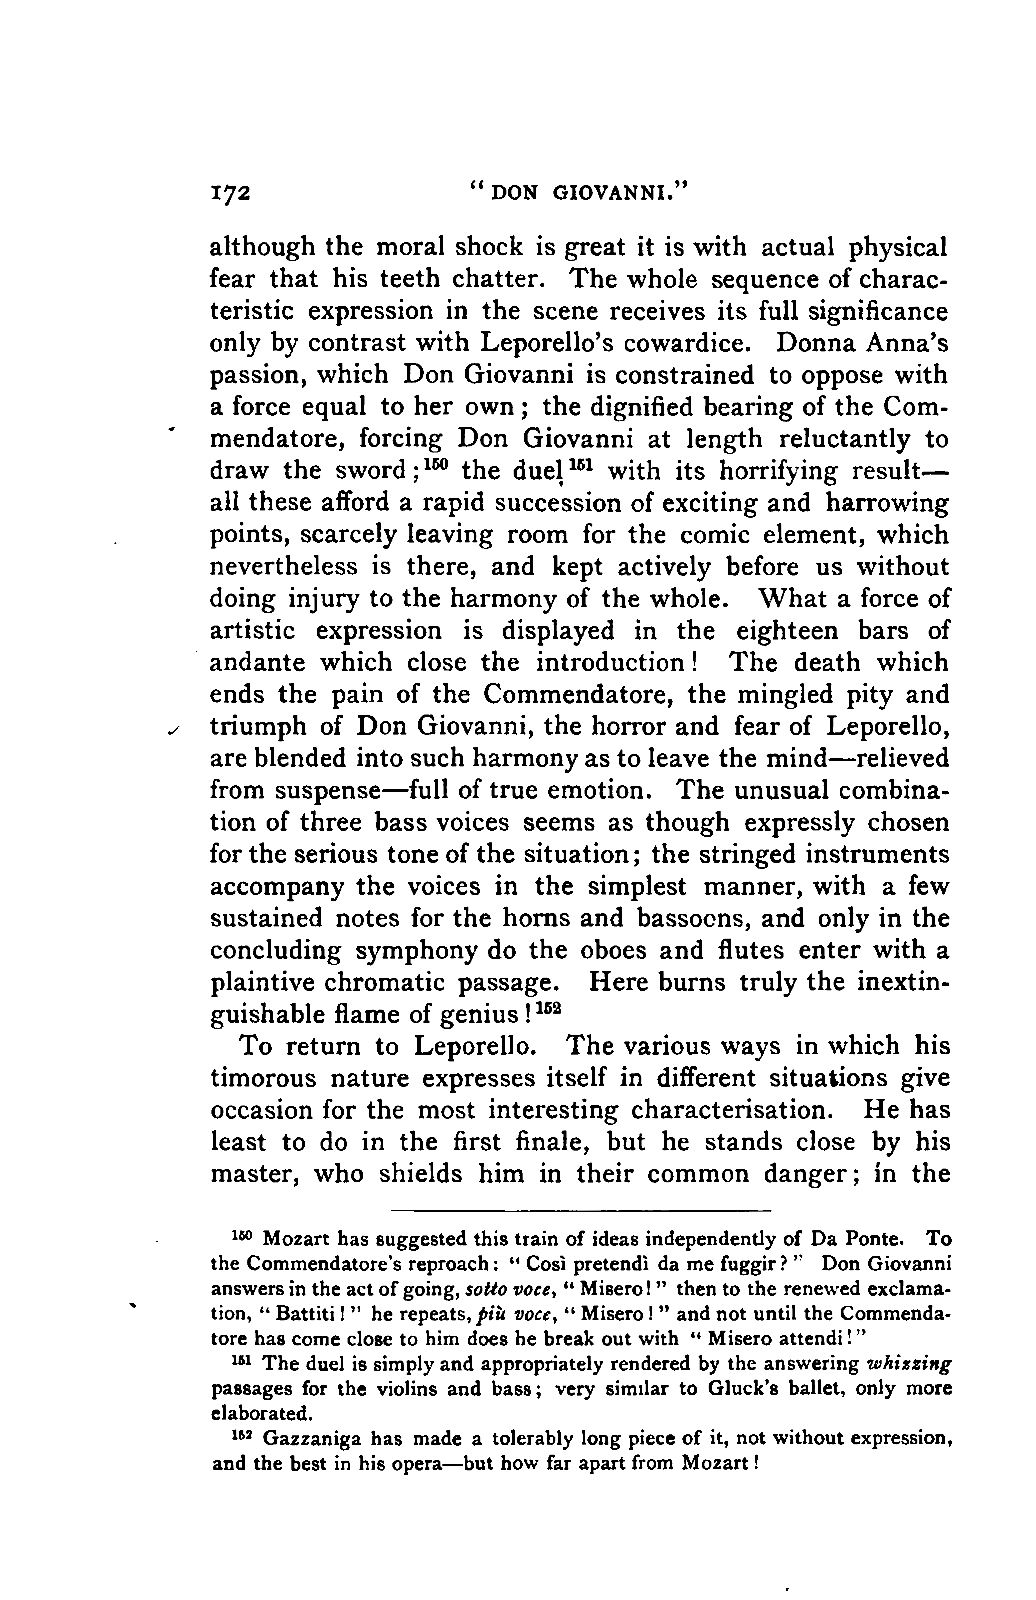 172 " DON GIOVANNI."
although the moral shock is great it is with actual physical
fear that his teeth chatter. The whole sequence of charac-
teristic expression in the scene receives its full significance
only by contrast with Leporello's cowardice. Donna Anna's
passion, which Don Giovanni is constrained to oppose with
a force equal to her own ; the dignified bearing of the Com-
mendatore, forcing Don Giovanni at length reluctantly to
draw the sword ;150 the duel 151 with its horrifying result—
all these afford a rapid succession of exciting and harrowing
points, scarcely leaving room for the comic element, which
nevertheless is there, and kept actively before us without
doing injury to the harmony of the whole. What a force of
artistic expression is displayed in the eighteen bars of
andante which close the introduction ! The death which
ends the pain of the Commendatore, the mingled pity and
triumph of Don Giovanni, the horror and fear of Leporello,
are blended into such harmony as to leave the mind—relieved
from suspense—full of true emotion. The unusual combina-
tion of three bass voices seems as though expressly chosen
for the serious tone of the situation; the stringed instruments
accompany the voices in the simplest manner, with a few
sustained notes for the horns and bassoons, and only in the
concluding symphony do the oboes and flutes enter with a
plaintive chromatic passage. Here burns truly the inextin-
guishable flame of genius !152
To return to Leporello. The various ways in which his
timorous nature expresses itself in different situations give
occasion for the most interesting characterisation. He has
least to do in the first finale, but he stands close by his
master, who shields him in their common danger; in the
150 Mozart has suggested this train of ideas independently of Da Ponte. To
the Commendatore's reproach: " Così pretendi da me fuggir? " Don Giovanni
answers in the act of going, sotto voce, " Misero! " then to the renewed exclama-
tion, " Battiti ! " he repeats, più voce, " Misero ! " and not until the Commenda-
tore has come close to him does he break out with " Misero attendi!"
151 The duel is simply and appropriately rendered by the answering whizzing
passages for the violins and bass; very similar to Gluck's ballet, only more
elaborated.
152 Gazzaniga has made a tolerably long piece of it, not without expression,
and the best in his opera—but how far apart from Mozart !